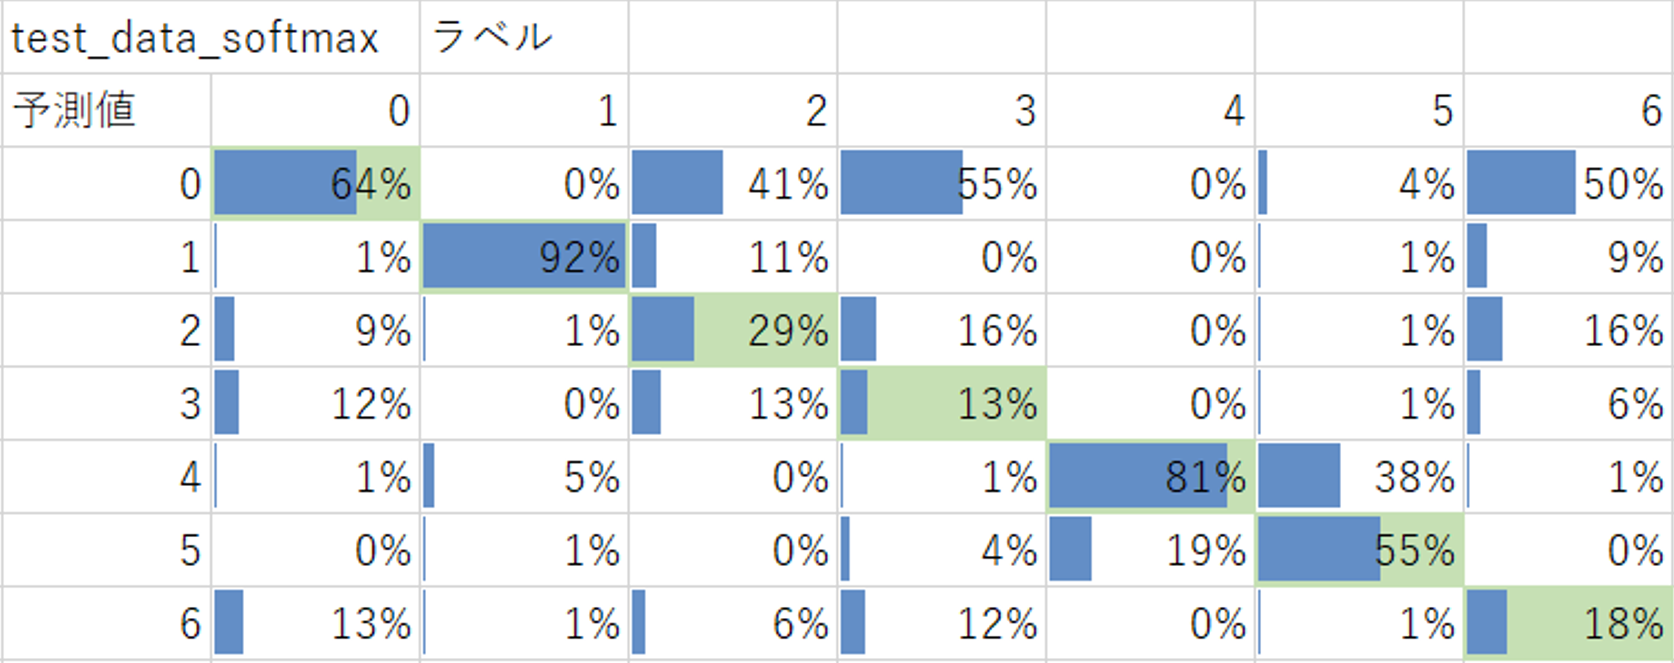 test_data_softmax ラベル
予測値 0 1 2 3 4 5 6
0 64% 0% 41% 55% 0% 4% 50%
1 1% 92% 11% 0% 0% 1% 9%
2 9% 1% 29% 16% 0% 1% 16%
3 12% 0% 13% 13% 0% 1% 6%
4 1% 5% 0% 1% 81% 38% 1%
5 0% 1% 0% 4% 19% 55% 0%
6 13% 1% 6% 12% 0% 1% 18%